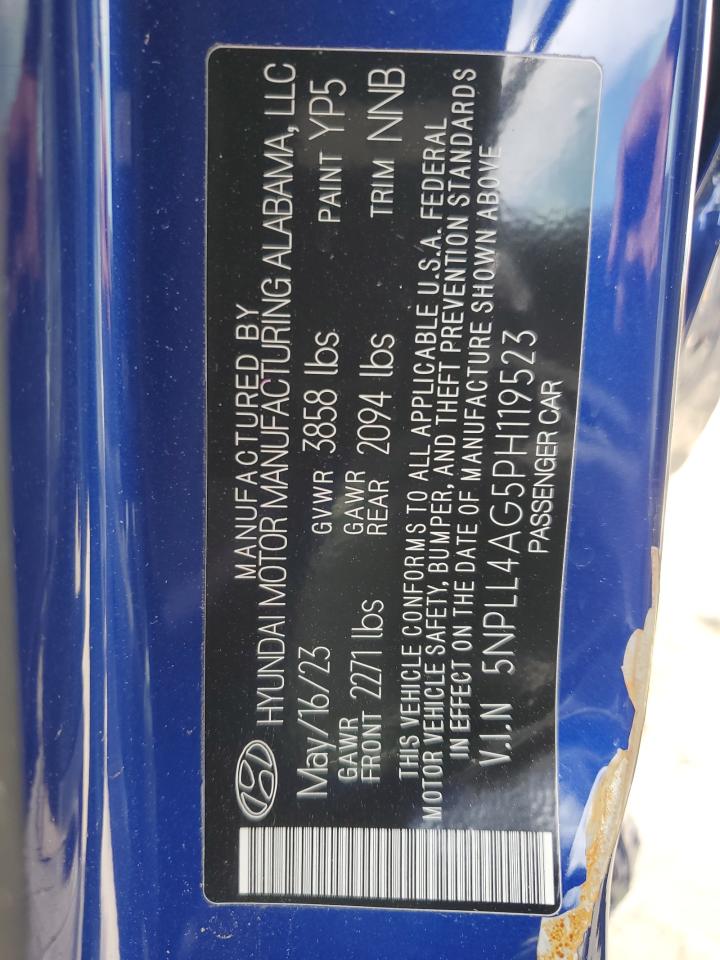 MANUFACTURED BY
HYUNDAI MOTOR MANUFACTURING ALABAMA, LLC
May/16/23 GVWR 3858 lbs PAINT YP5
GAWR FRONT 2271 lbs GAWR REAR 2094 lbs TRIM NNB
THIS VEHICLE CONFORMS TO ALL APPLICABLE U.S.A. FEDERAL
MOTOR VEHICLE SAFETY, BUMPER, AND THEFT PREVENTION STANDARDS
IN EFFECT ON THE DATE OF MANUFACTURE SHOWN ABOVE
V.I.N 5NPLL4AG5PH119523
PASSENGER CAR